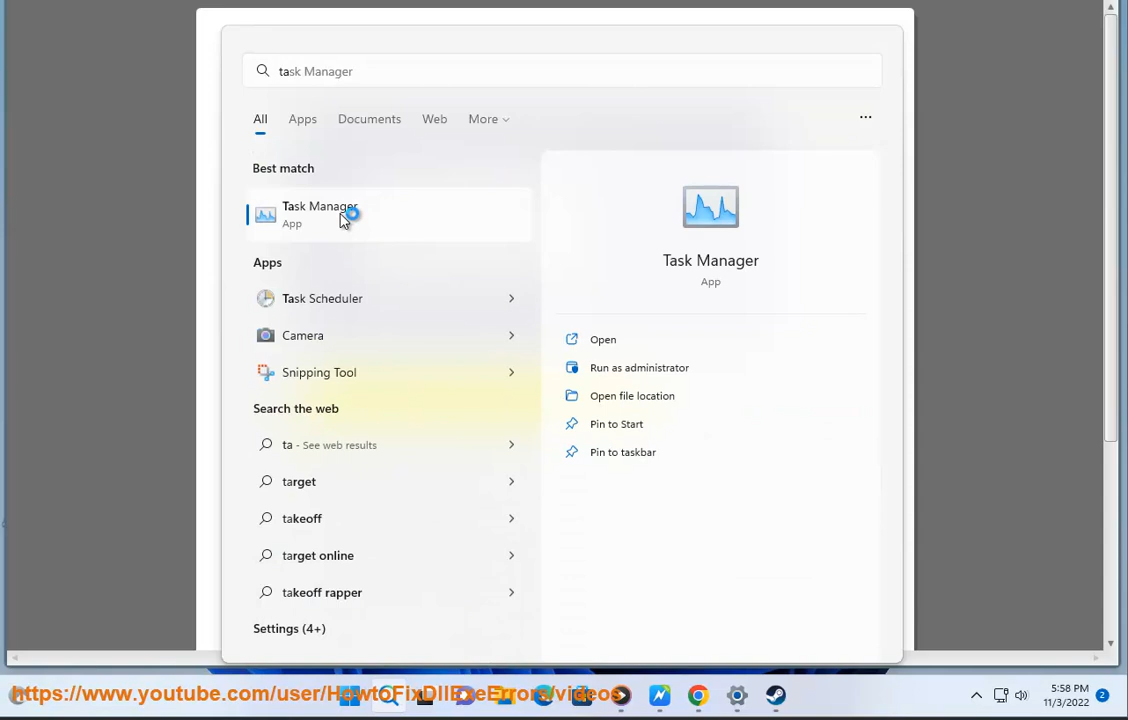 task Manager
All Apps Documents Web More
Best match
Task Manager
App
Task Manager
App
Apps
Task Scheduler
Open
Camera
Run as administrator
Snipping Tool
Open file location
Search the web
Pin to Start
ta - See web results
Pin to taskbar
target
takeoff
target online
takeoff rapper
Settings (4+)
https://www.youtube.com/user/HowtoFixDllExeErrors/videos
5:58 PM
11/3/2022
2